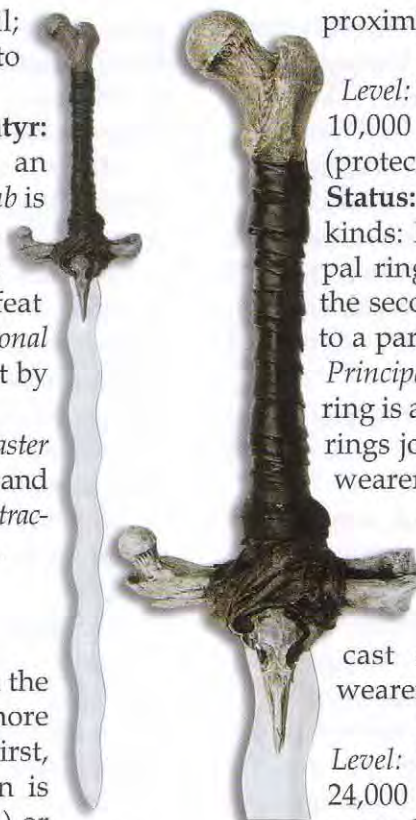 l;
to
tyr:
an
ub is
feat
onal
t by
aster
and
trac-
the
nore
irst,
n is
) or
proxim
Level:
10,000
(protec
Status:
kinds:
pal ring
the secon
to a par
Principa
ring is a
rings jo
wearer
cast
weare
Level:
24,000